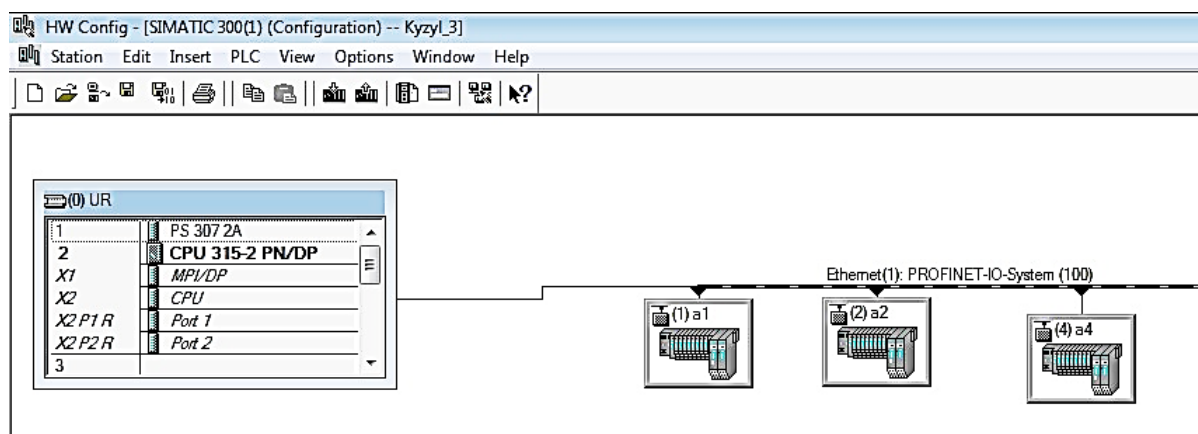 HW Config - [SIMATIC 300(1) (Configuration) -- Kyzyl_3]
Station Edit Insert PLC View Options Window Help
(0) UR
1 PS 307 2A
2 CPU 315-2 PN/DP
X1 MPI/DP
X2 CPU
X2 P1 R Port 1
X2 P2 R Port 2
3
Ethernet(1): PROFINET-IO-System (100)
(1) a1
(2) a2
(4) a4